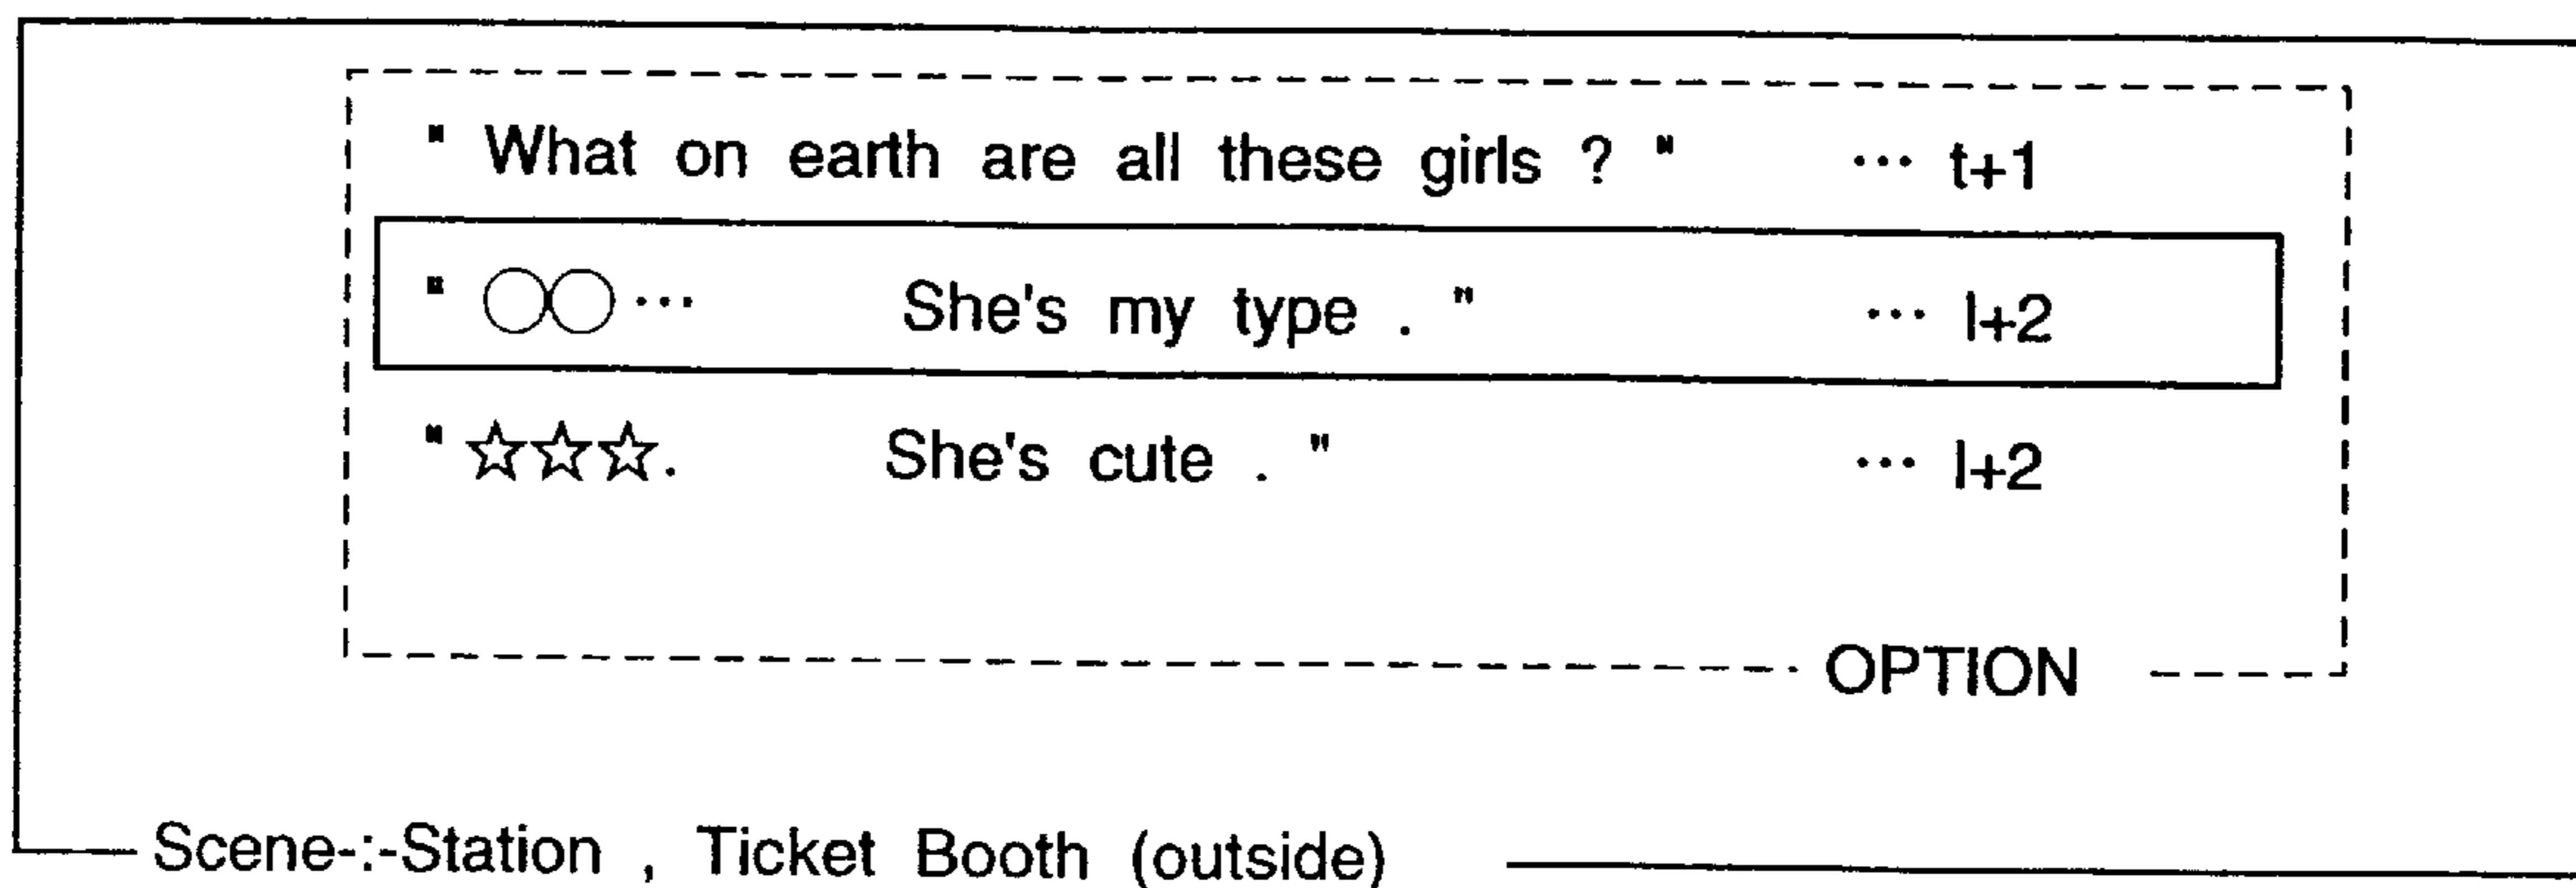 " What on earth are all these girls ? " … t+1
" ○○… She's my type . " … l+2
" ☆☆☆. She's cute . " … l+2
OPTION
Scene-:-Station , Ticket Booth (outside)